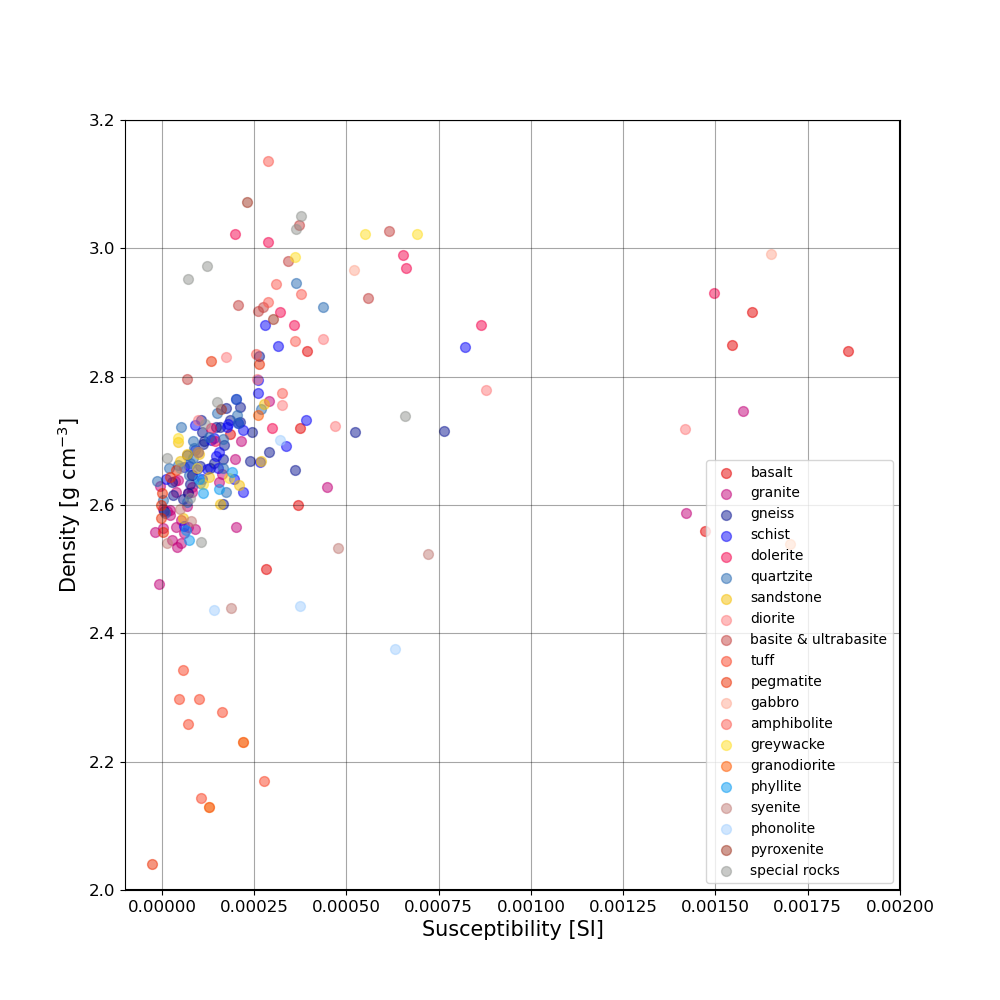 3.2
3.0
2.8
2.6
2.4
2.2
2.0
Density [g cm⁻³]
0.00000 0.00025 0.00050 0.00075 0.00100 0.00125 0.00150 0.00175 0.00200
Susceptibility [SI]
basalt
granite
gneiss
schist
dolerite
quartzite
sandstone
diorite
basite & ultrabasite
tuff
pegmatite
gabbro
amphibolite
greywacke
granodiorite
phyllite
syenite
phonolite
pyroxenite
special rocks